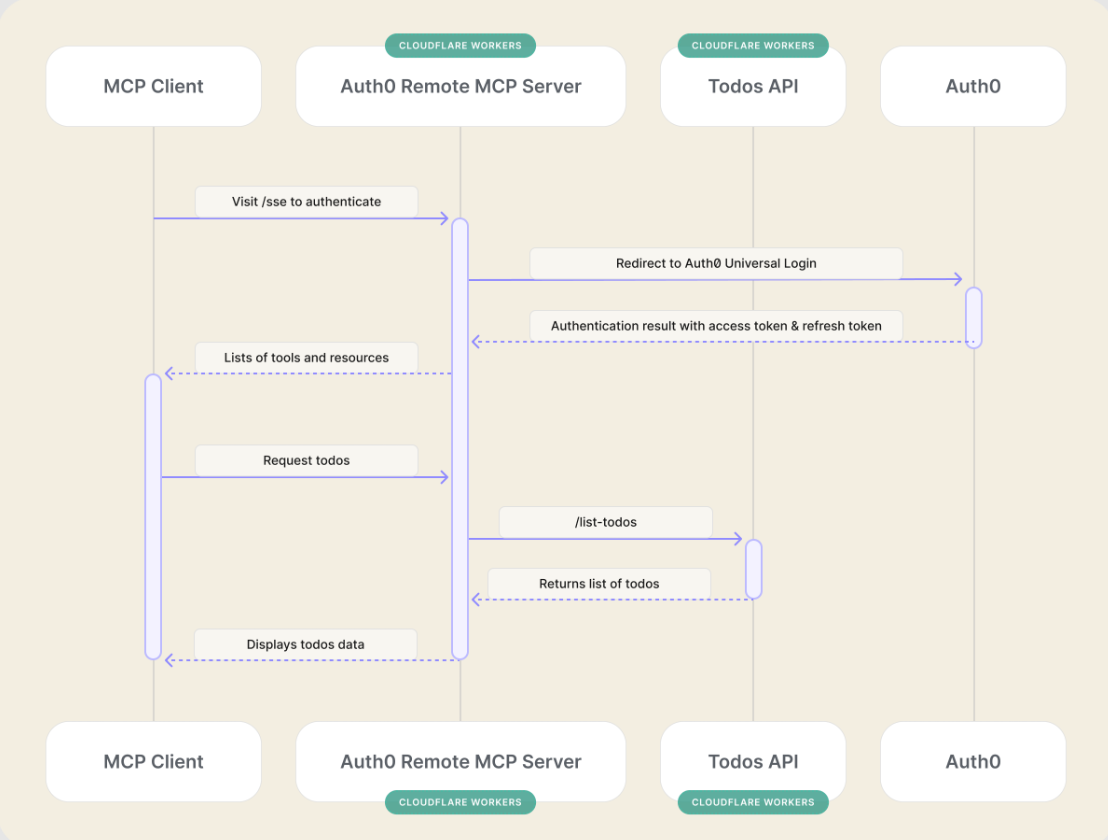 CLOUDFLARE WORKERS
CLOUDFLARE WORKERS
MCP Client
Auth0 Remote MCP Server
Todos API
Auth0
Visit /sse to authenticate
Redirect to Auth0 Universal Login
Authentication result with access token & refresh token
Lists of tools and resources
Request todos
/list-todos
Returns list of todos
Displays todos data
MCP Client
Auth0 Remote MCP Server
Todos API
Auth0
CLOUDFLARE WORKERS
CLOUDFLARE WORKERS